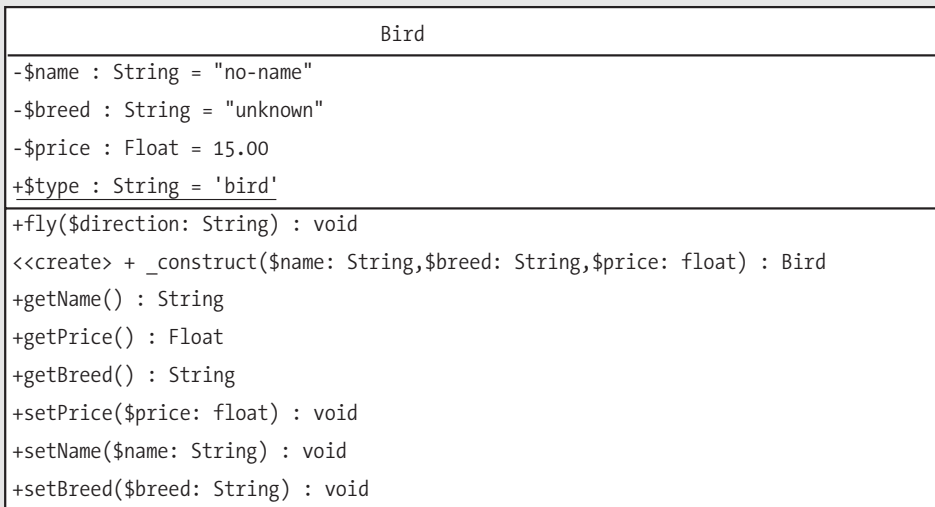 Bird
-$name : String = "no-name"
-$breed : String = "unknown"
-$price : Float = 15.00
+$type : String = 'bird'
+fly($direction: String) : void
<<create> + _construct($name: String,$breed: String,$price: float) : Bird
+getName() : String
+getPrice() : Float
+getBreed() : String
+setPrice($price: float) : void
+setName($name: String) : void
+setBreed($breed: String) : void